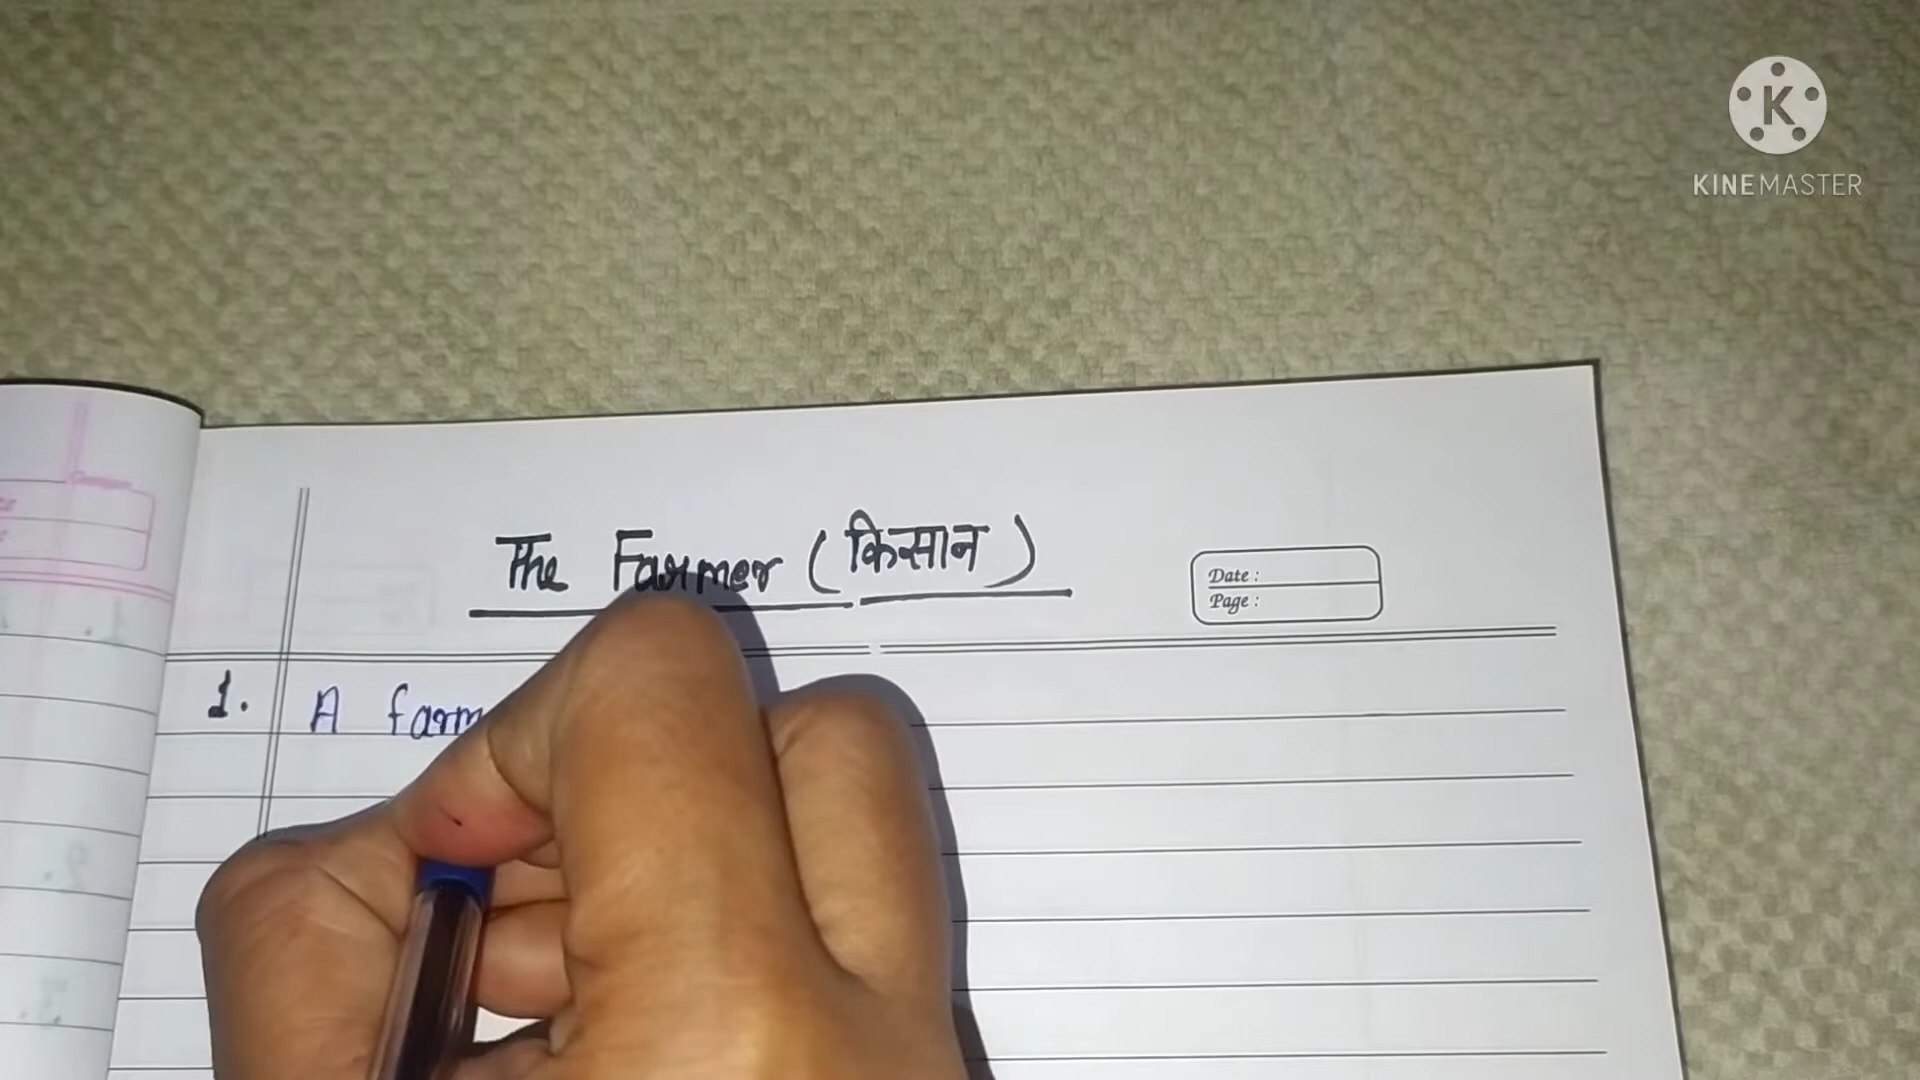 K
KINEMASTER
The Farmer (किसान)
Date :
Page :
1. A farm